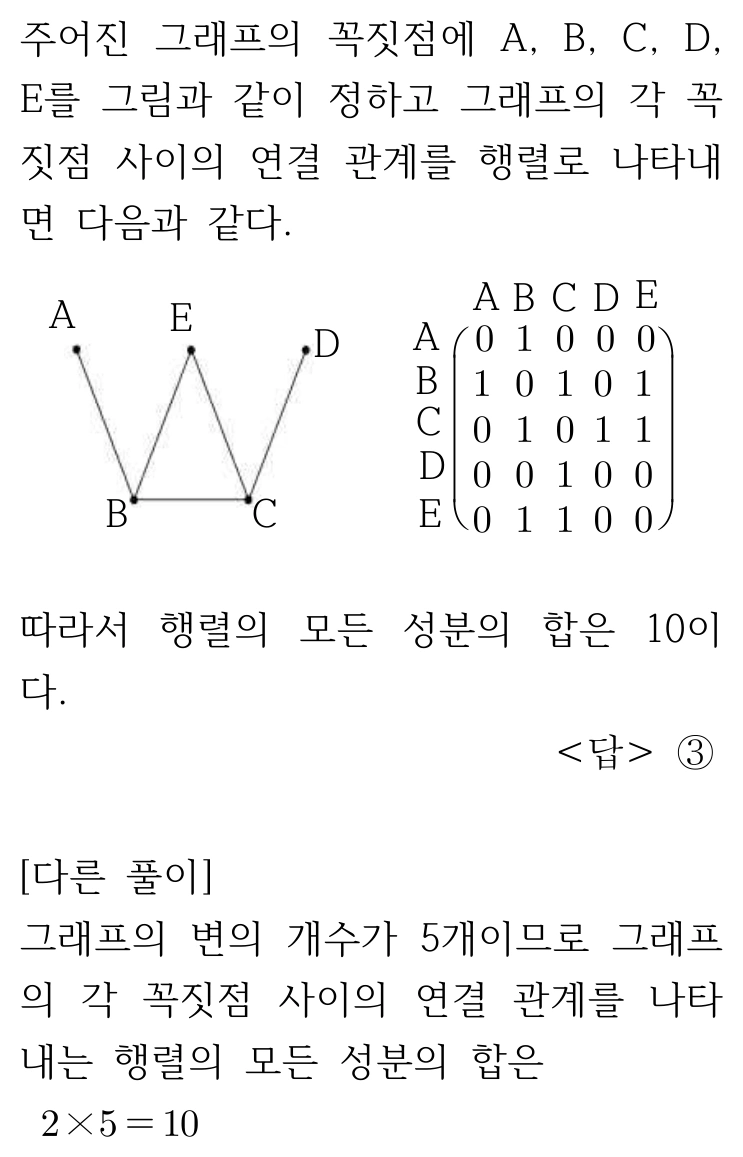 주어진 그래프의 꼭짓점에 A, B, C, D,
E를 그림과 같이 정하고 그래프의 각 꼭
짓점 사이의 연결 관계를 행렬로 나타내
면 다음과 같다.
A E D
B C
A B C D E
A 0 1 0 0 0
B 1 0 1 0 1
C 0 1 0 1 1
D 0 0 1 0 0
E 0 1 1 0 0
따라서 행렬의 모든 성분의 합은 10이
다.
<답> ③
[다른 풀이]
그래프의 변의 개수가 5개이므로 그래프
의 각 꼭짓점 사이의 연결 관계를 나타
내는 행렬의 모든 성분의 합은
2×5=10